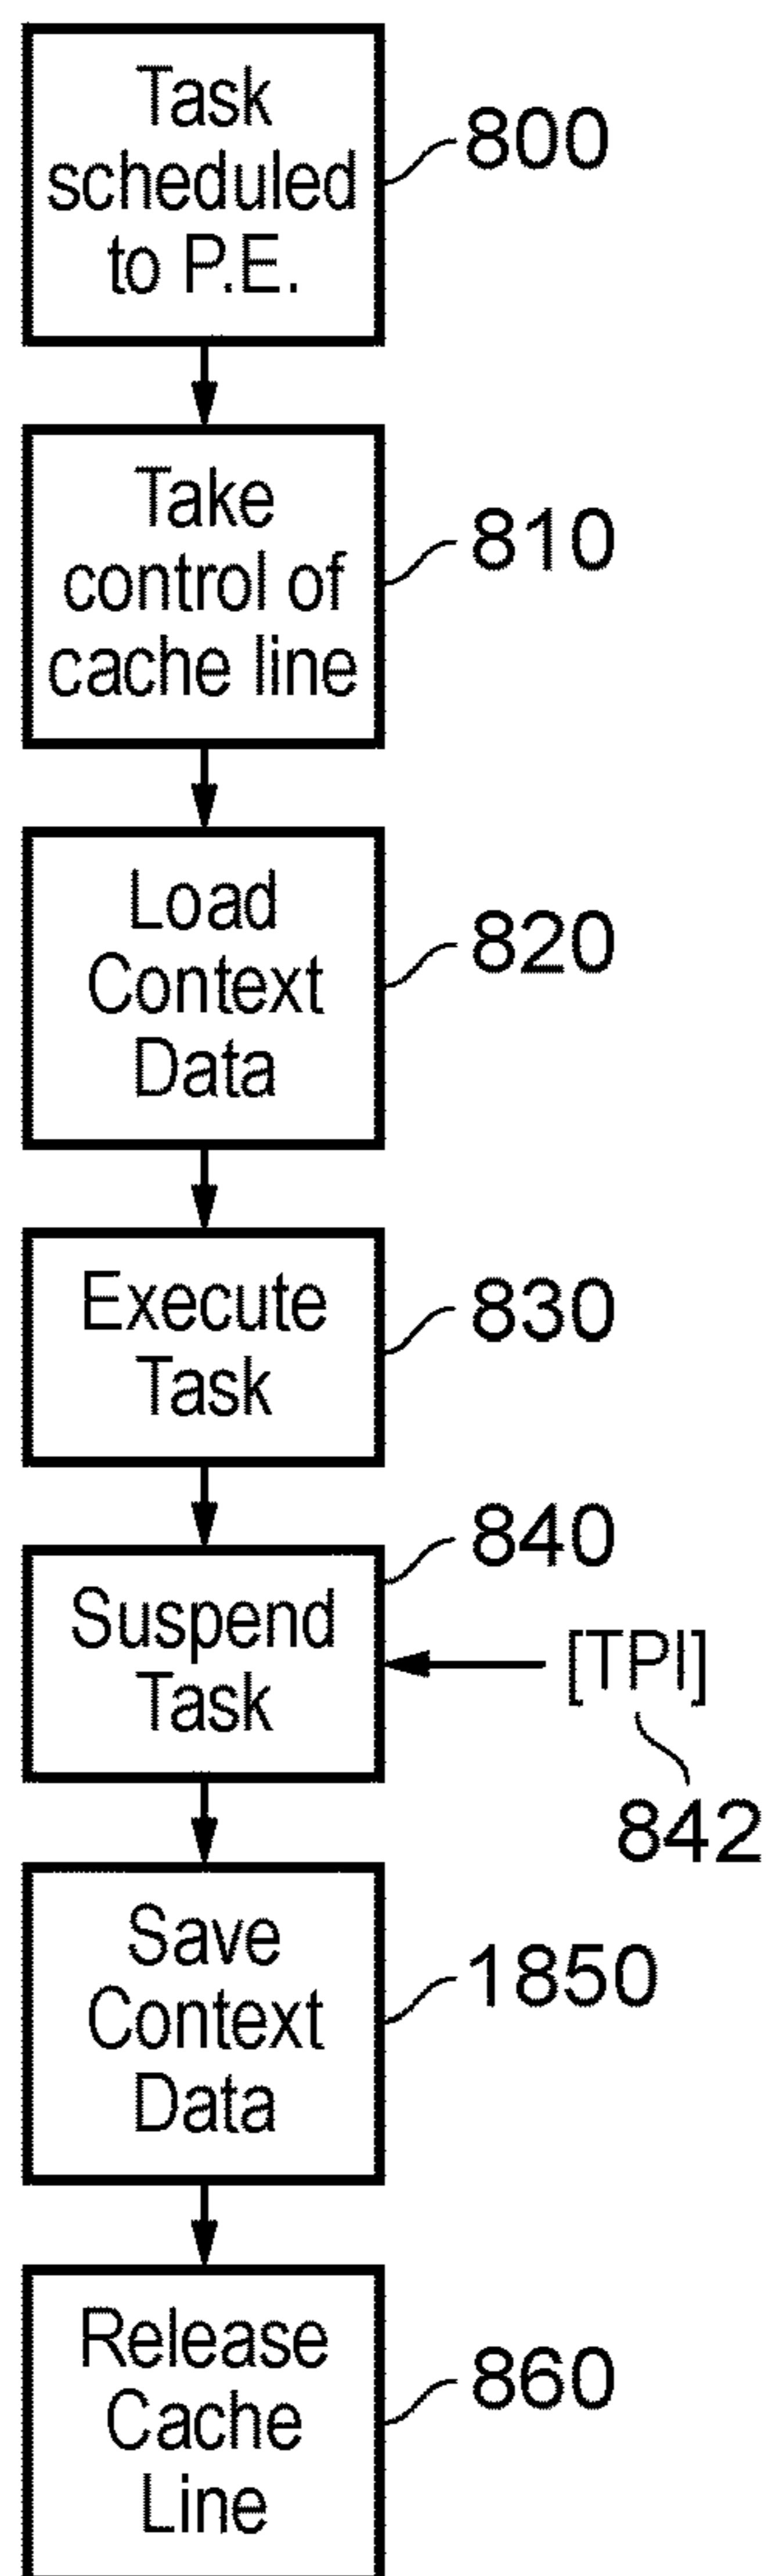 Task
scheduled
to P.E.
800
Take
control of
cache line
810
Load
Context
Data
820
Execute
Task
830
840
Suspend
Task
[TPI]
842
Save
Context
Data
1850
Release
Cache
Line
860